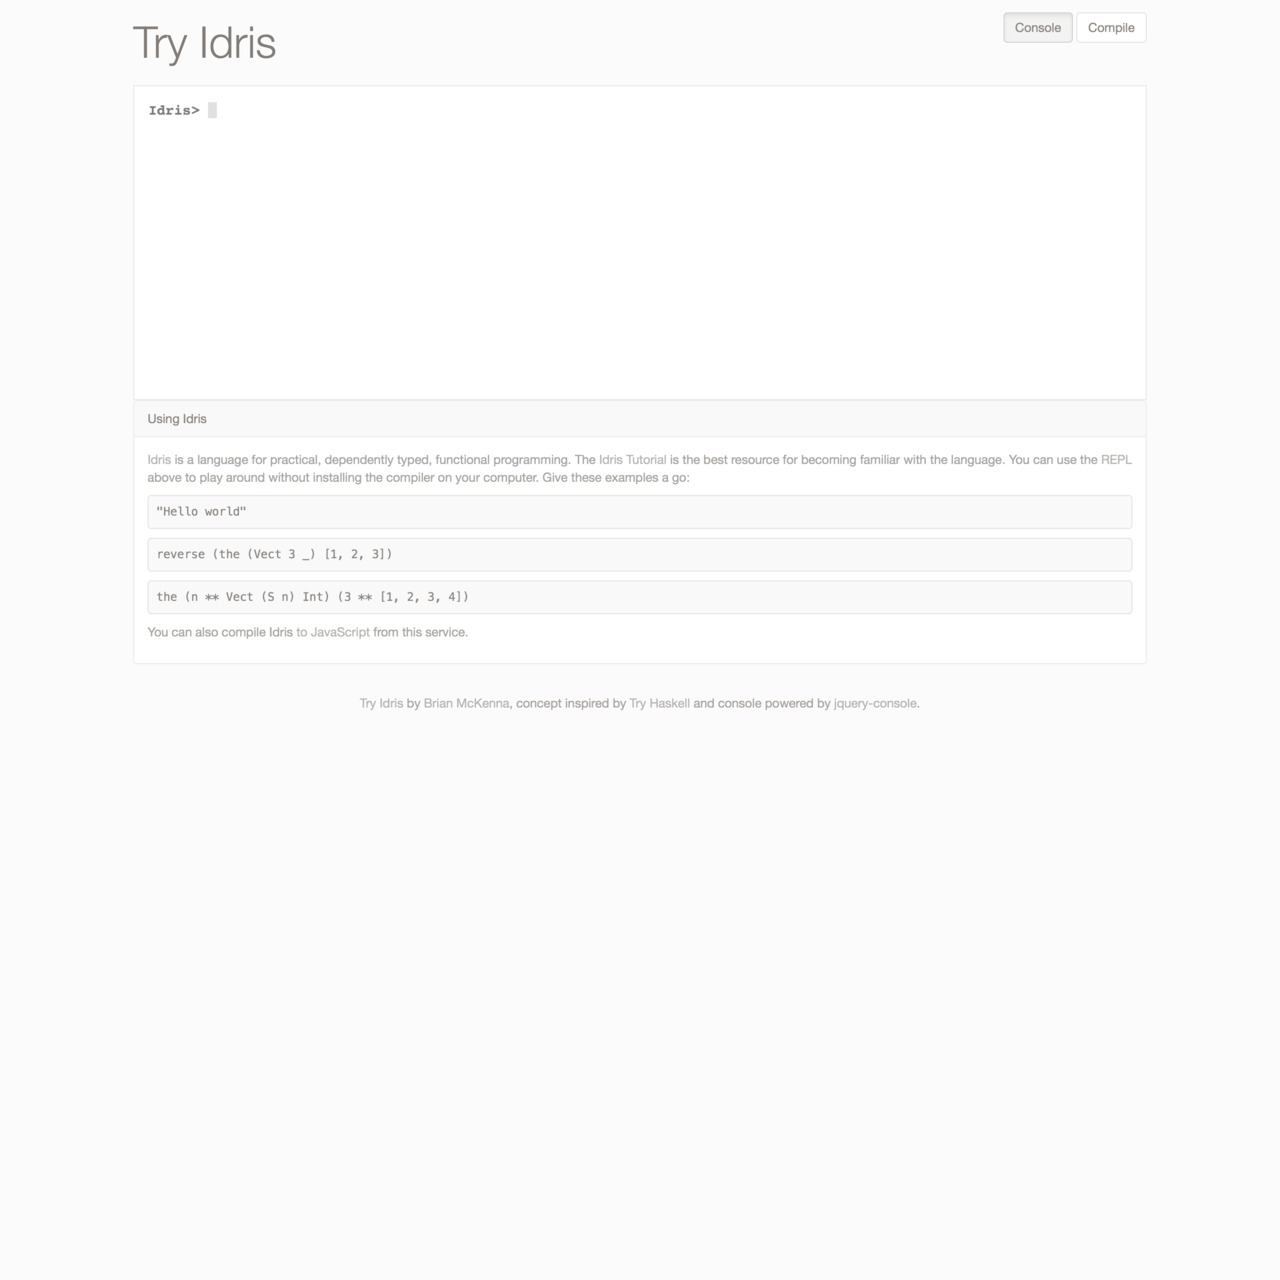 Try Idris
Console
Compile
Idris>
Using Idris
Idris is a language for practical, dependently typed, functional programming. The Idris Tutorial is the best resource for becoming familiar with the language. You can use the REPL
above to play around without installing the compiler on your computer. Give these examples a go:
"Hello world"
reverse (the (Vect 3 _) [1, 2, 3])
the (n ** Vect (S n) Int) (3 ** [1, 2, 3, 4])
You can also compile Idris to JavaScript from this service.
Try Idris by Brian McKenna, concept inspired by Try Haskell and console powered by jquery-console.